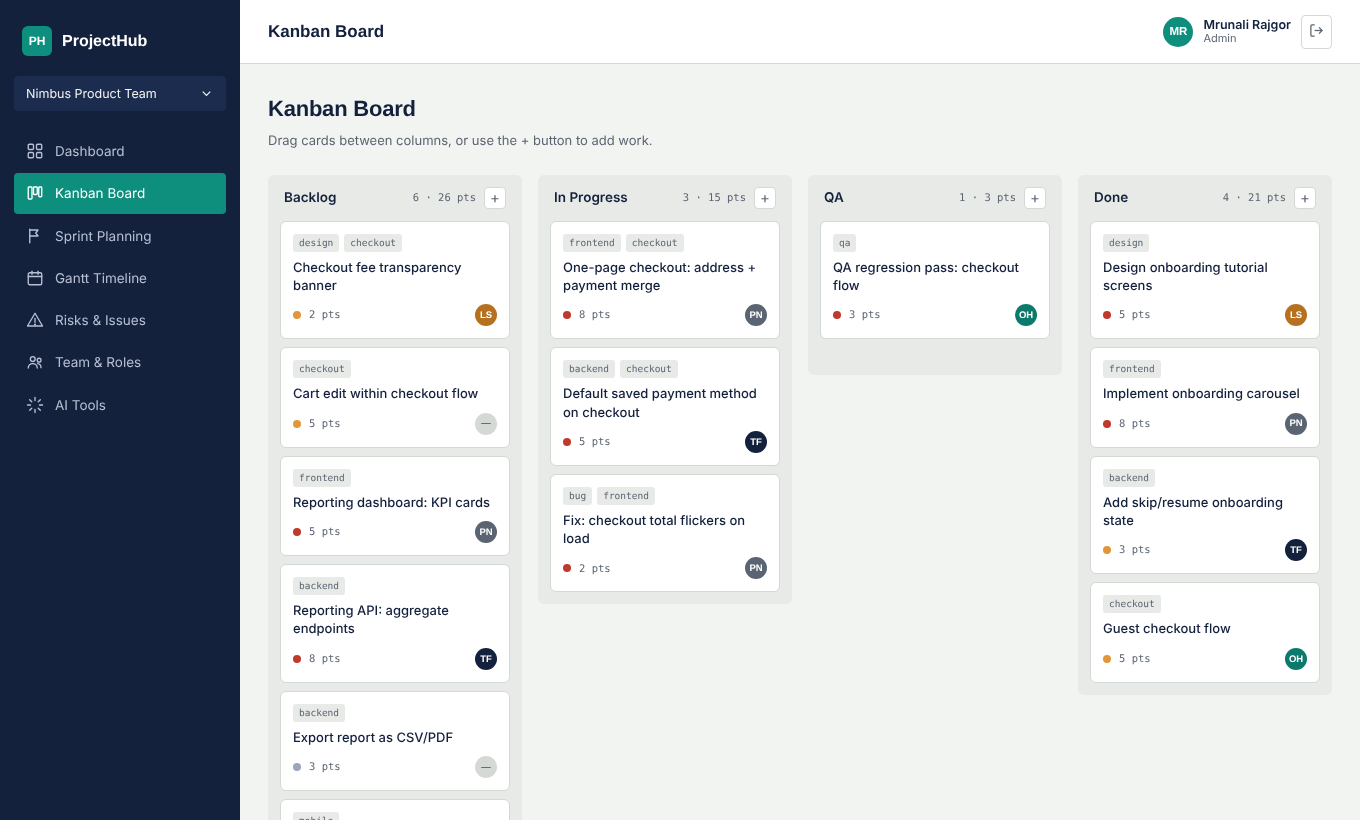 PH ProjectHub
Nimbus Product Team
Dashboard
Kanban Board
Sprint Planning
Gantt Timeline
Risks & Issues
Team & Roles
AI Tools
Kanban Board
MR
Mrunali Rajgor
Admin
Kanban Board
Drag cards between columns, or use the + button to add work.
Backlog 6 · 26 pts +
design checkout
Checkout fee transparency
banner
2 pts LS
checkout
Cart edit within checkout flow
5 pts —
frontend
Reporting dashboard: KPI cards
5 pts PN
backend
Reporting API: aggregate
endpoints
8 pts TF
backend
Export report as CSV/PDF
3 pts —
mobile
In Progress 3 · 15 pts +
frontend checkout
One-page checkout: address +
payment merge
8 pts PN
backend checkout
Default saved payment method
on checkout
5 pts TF
bug frontend
Fix: checkout total flickers on
load
2 pts PN
QA 1 · 3 pts +
qa
QA regression pass: checkout
flow
3 pts OH
Done 4 · 21 pts +
design
Design onboarding tutorial
screens
5 pts LS
frontend
Implement onboarding carousel
8 pts PN
backend
Add skip/resume onboarding
state
3 pts TF
checkout
Guest checkout flow
5 pts OH